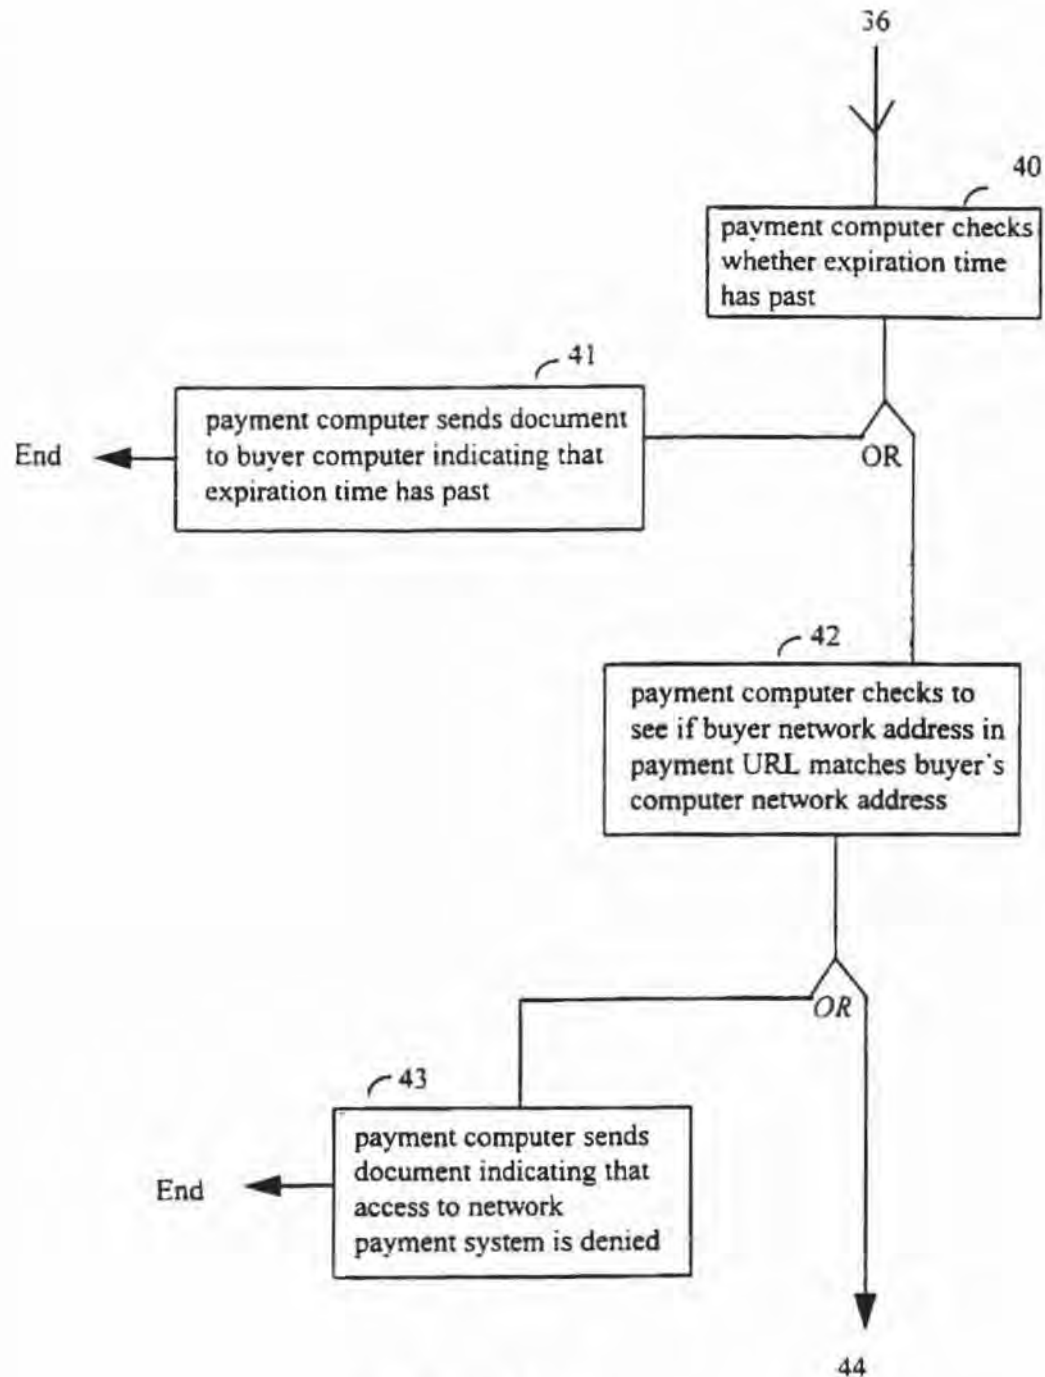 36
40
payment computer checks
whether expiration time
has past
41
payment computer sends document
to buyer computer indicating that
expiration time has past
End
OR
42
payment computer checks to
see if buyer network address in
payment URL matches buyer's
computer network address
OR
43
payment computer sends
document indicating that
access to network
payment system is denied
End
44